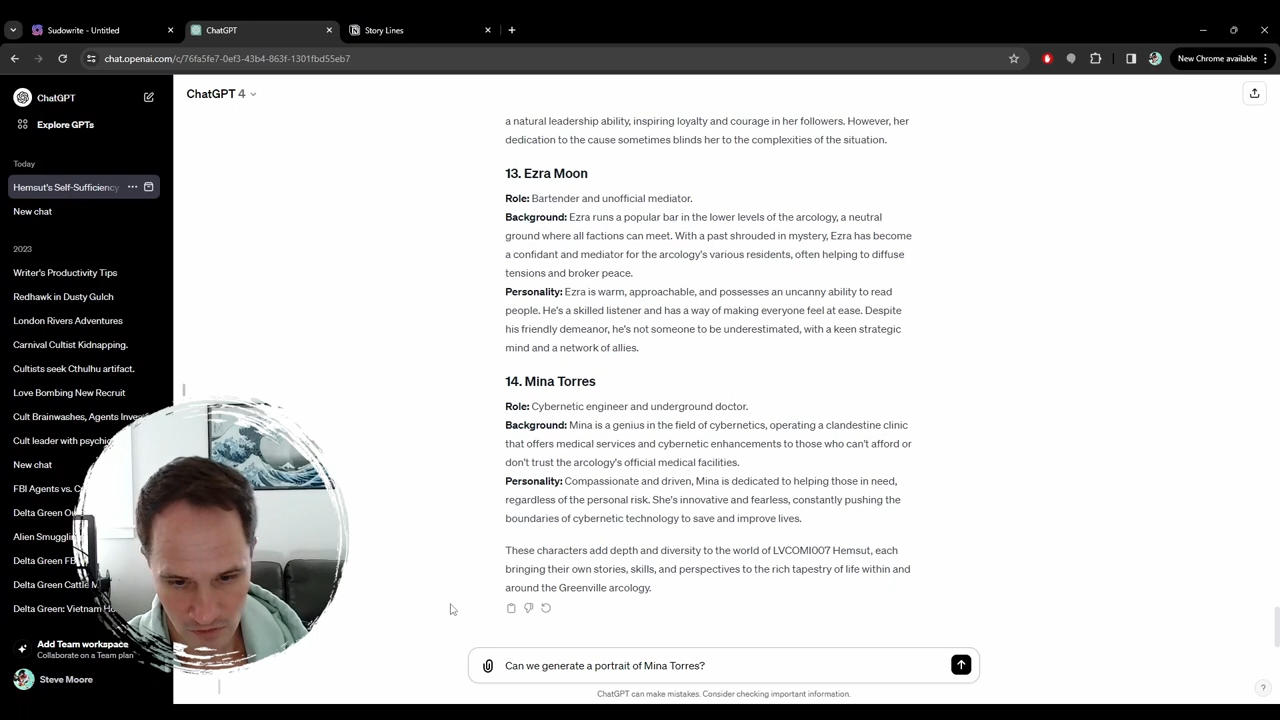 Sudowrite - Untitled
ChatGPT
Story Lines
chat.openai.com/c/76fa5fe7-0ef3-43b4-863f-1301fbd55eb7
New Chrome available
ChatGPT
Explore GPTs
Today
Hemsut's Self-Sufficiency
New chat
2023
Writer's Productivity Tips
Redhawk in Dusty Gulch
London Rivers Adventures
Carnival Cultist Kidnapping.
Cultists seek Cthulhu artifact.
Love Bombing New Recruit
Cult Brainwashes, Agents Inve
Cult leader with psychic
New chat
FBI Agents vs. C
Delta Green O
Alien Smuggli
Delta Green FB
Delta Green Cattle M
Delta Green: Vietnam Ho
Add Team workspace
Collaborate on a Team plan
Steve Moore
ChatGPT 4
a natural leadership ability, inspiring loyalty and courage in her followers. However, her
dedication to the cause sometimes blinds her to the complexities of the situation.
13. Ezra Moon
Role: Bartender and unofficial mediator.
Background: Ezra runs a popular bar in the lower levels of the arcology, a neutral
ground where all factions can meet. With a past shrouded in mystery, Ezra has become
a confidant and mediator for the arcology's various residents, often helping to diffuse
tensions and broker peace.
Personality: Ezra is warm, approachable, and possesses an uncanny ability to read
people. He's a skilled listener and has a way of making everyone feel at ease. Despite
his friendly demeanor, he's not someone to be underestimated, with a keen strategic
mind and a network of allies.
14. Mina Torres
Role: Cybernetic engineer and underground doctor.
Background: Mina is a genius in the field of cybernetics, operating a clandestine clinic
that offers medical services and cybernetic enhancements to those who can't afford or
don't trust the arcology's official medical facilities.
Personality: Compassionate and driven, Mina is dedicated to helping those in need,
regardless of the personal risk. She's innovative and fearless, constantly pushing the
boundaries of cybernetic technology to save and improve lives.
These characters add depth and diversity to the world of LVCOMI007 Hemsut, each
bringing their own stories, skills, and perspectives to the rich tapestry of life within and
around the Greenville arcology.
Can we generate a portrait of Mina Torres?
ChatGPT can make mistakes. Consider checking important information.
?